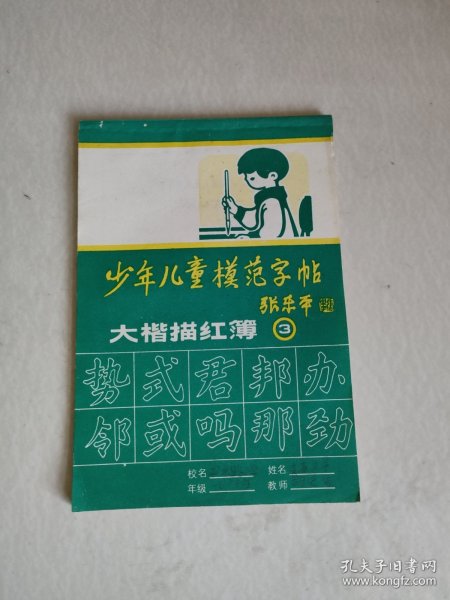 少年儿童模范字帖
张东平
大楷描红簿 ③
势式君邦办
邻或吗那劲
校名 姓名
年级 教师
孔夫子旧书网
www.kongfz.com